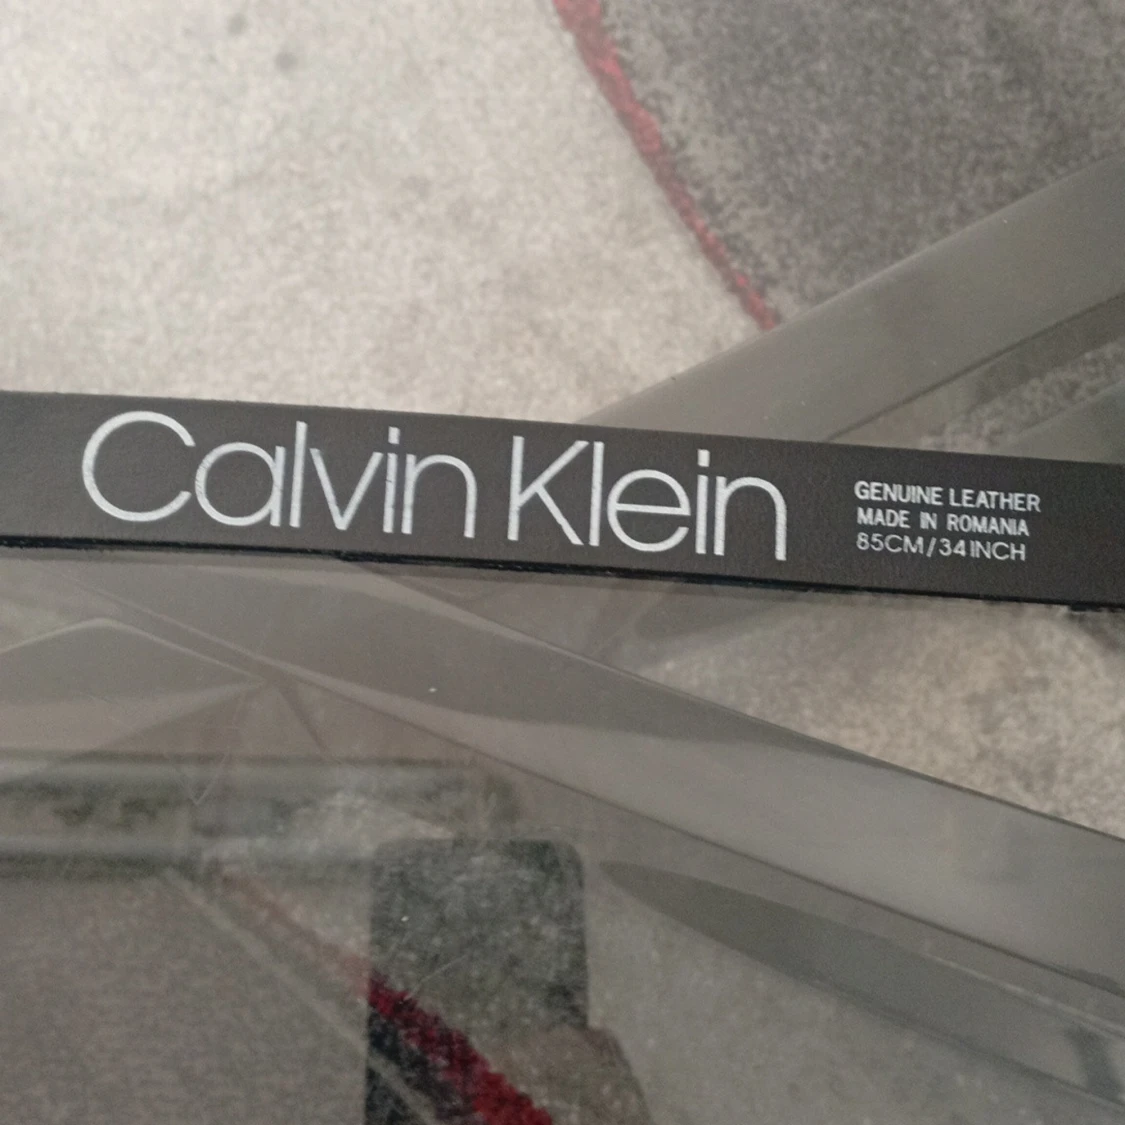 Calvin Klein
GENUINE LEATHER
MADE IN ROMANIA
85CM/34INCH